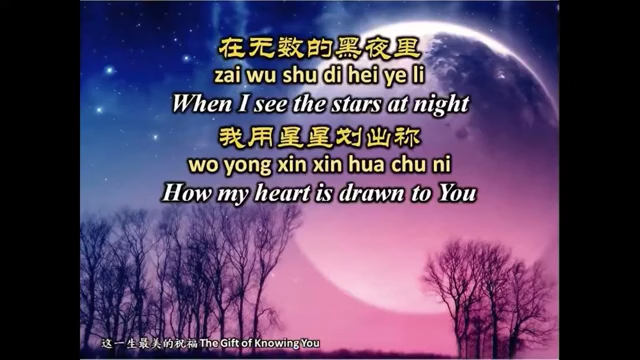 在无数的黑夜里
zai wu shu di hei ye li
When I see the stars at night
我用星星划出祢
wo yong xin xin hua chu ni
How my heart is drawn to You
这一生最美的祝福 The Gift of Knowing You